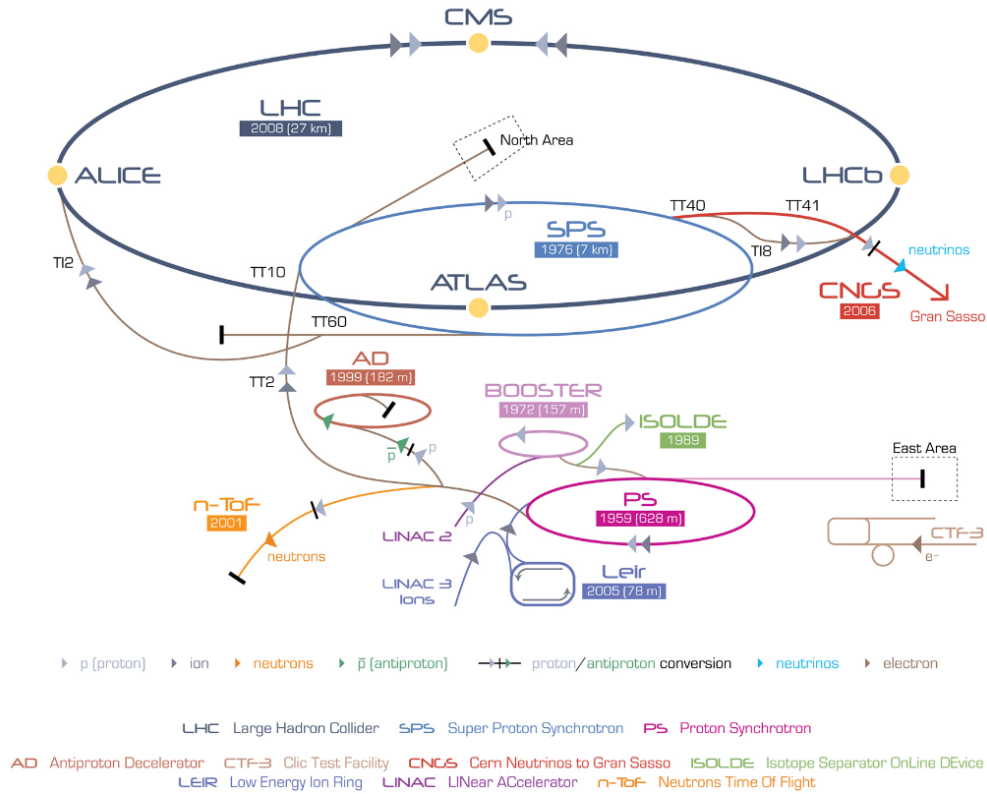 CMS
LHC
2008 (27 km)
North Area
ALICE
LHCb
TT40
TT41
p
SPS
1976 (7 km)
TI8
neutrinos
TI2
TT10
ATLAS
CNGS
2006
Gran Sasso
TT60
AD
1999 (182 m)
TT2
BOOSTER
1972 (157 m)
ISOLDE
1989
p
p̅
East Area
n-ToF
2001
PS
1959 (628 m)
p
LINAC 2
CTF-3
e-
neutrons
LINAC 3
Ions
Leir
2005 (78 m)
p (proton)
ion
neutrons
p̅ (antiproton)
proton/antiproton conversion
neutrinos
electron
LHC Large Hadron Collider SPS Super Proton Synchrotron PS Proton Synchrotron
AD Antiproton Decelerator CTF-3 Clic Test Facility CNGS Cern Neutrinos to Gran Sasso ISOLDE Isotope Separator OnLine DEvice
LEIR Low Energy Ion Ring LINAC LINear ACcelerator n-ToF Neutrons Time Of Flight